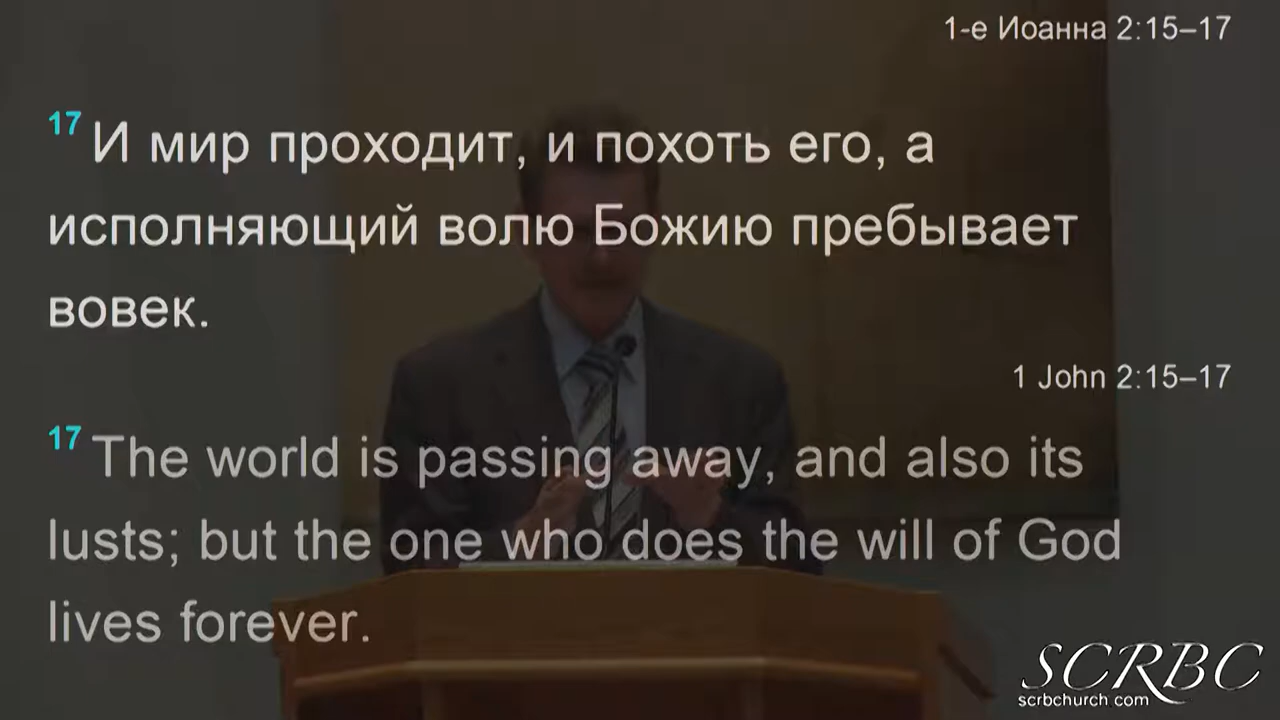 1-е Иоанна 2:15–17
17 И мир проходит, и похоть его, а
исполняющий волю Божию пребывает
вовек.
1 John 2:15–17
17 The world is passing away, and also its
lusts; but the one who does the will of God
lives forever.
SCRBC
scrbchurch.com